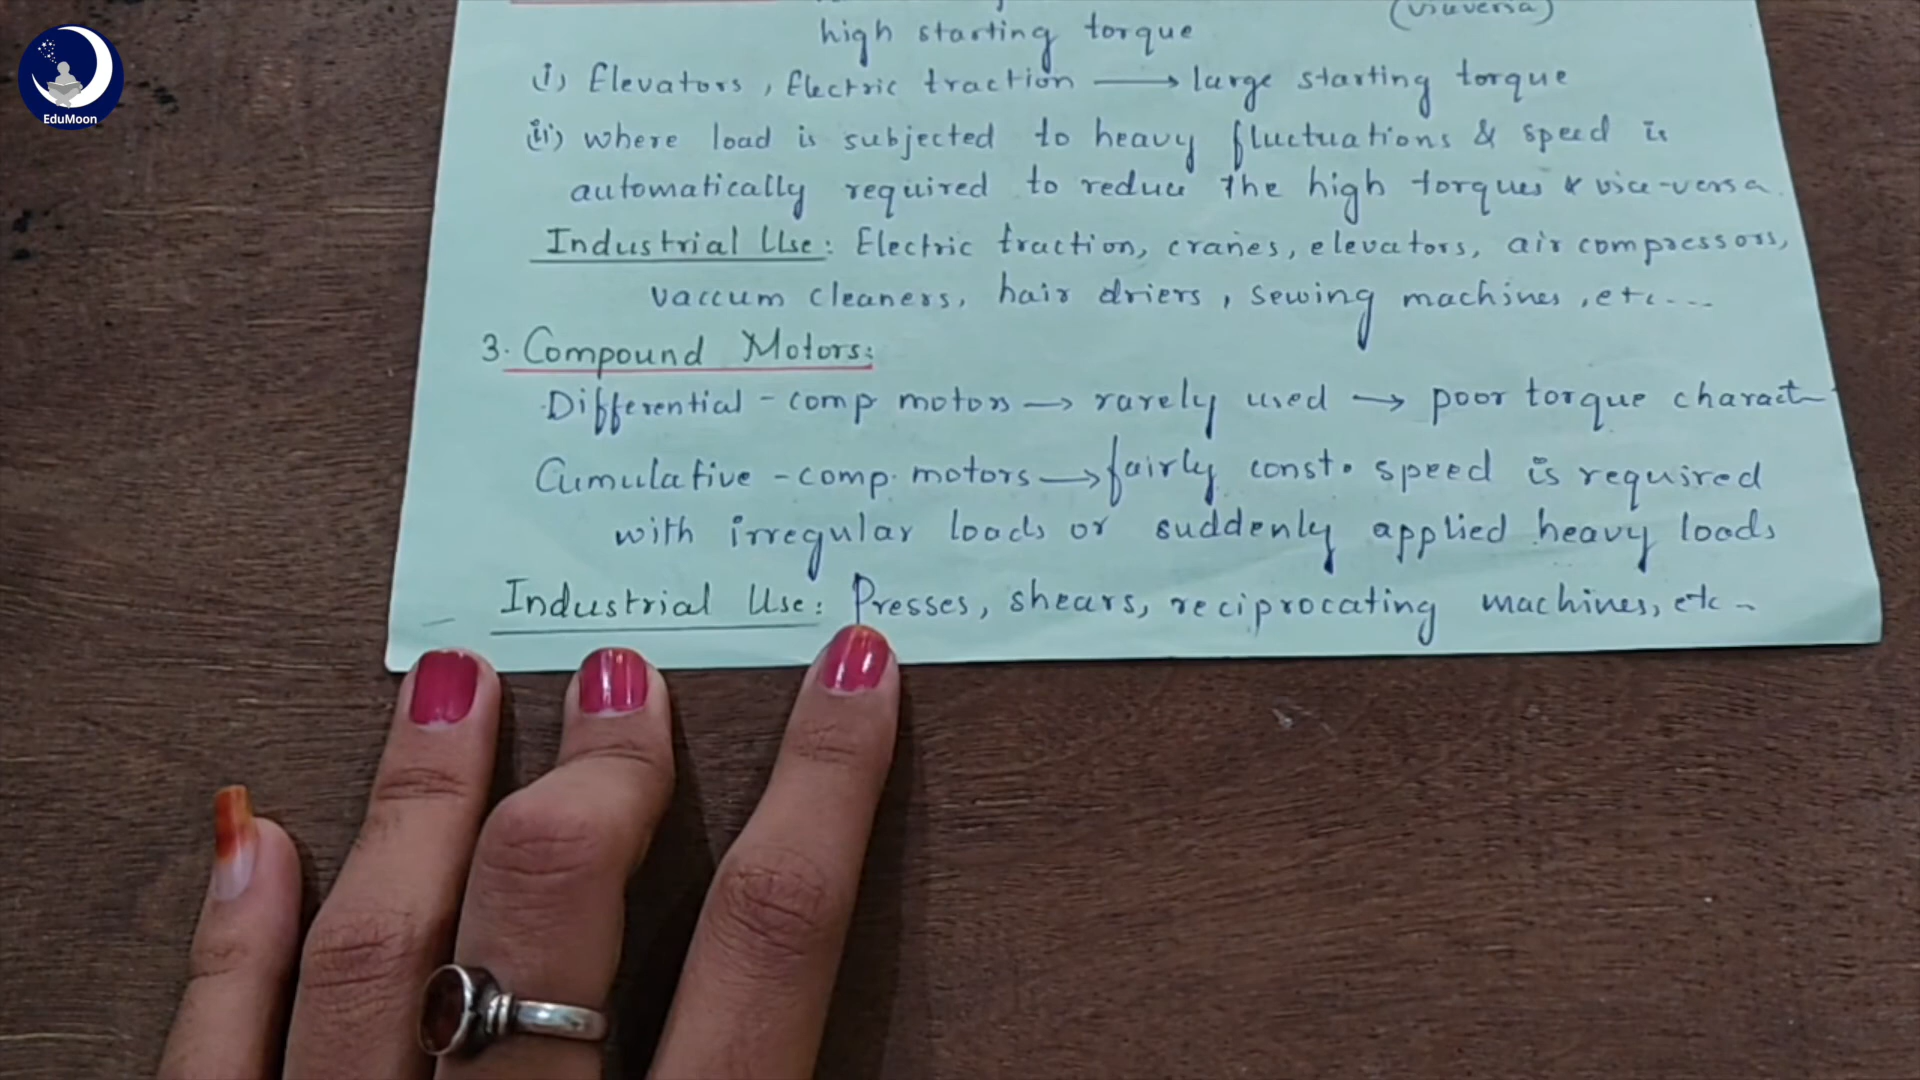 (viceversa)
high starting torque
(i) Elevators, Electric traction → large starting torque
(ii) where load is subjected to heavy fluctuations & speed is
automatically required to reduce the high torques & vice-versa.
Industrial Use: Electric traction, cranes, elevators, air compressors,
vaccum cleaners, hair driers, sewing machines, etc...
3. Compound Motors:
Differential - comp motors → rarely used → poor torque charact
Cumulative - comp. motors → fairly const. speed is required
with irregular loads or suddenly applied heavy loads
Industrial Use: Presses, shears, reciprocating machines, etc
EduMoon